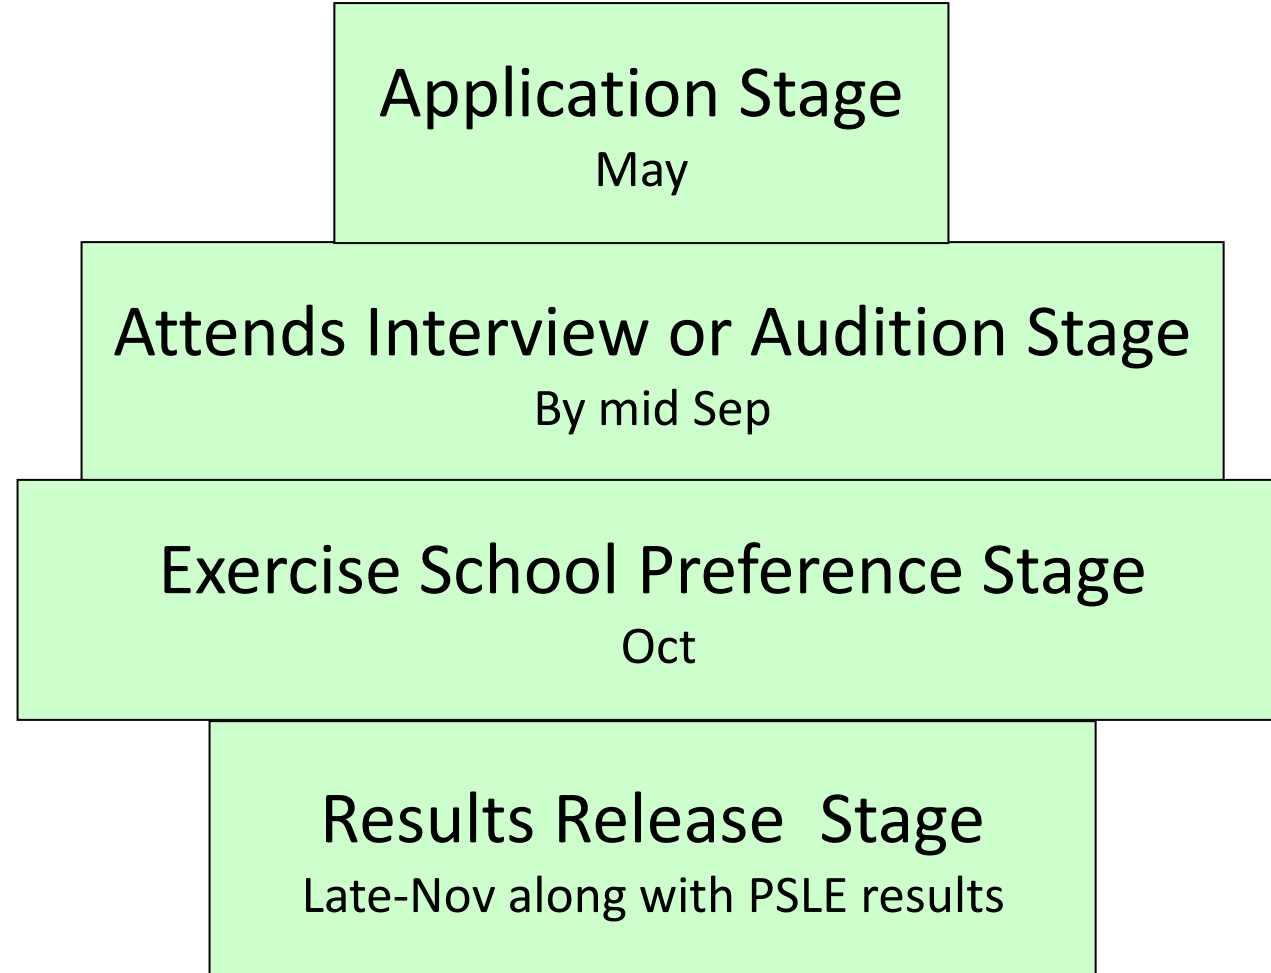 Application Stage
May
Attends Interview or Audition Stage
By mid Sep
Exercise School Preference Stage
Oct
Results Release  Stage
Late-Nov along with PSLE results